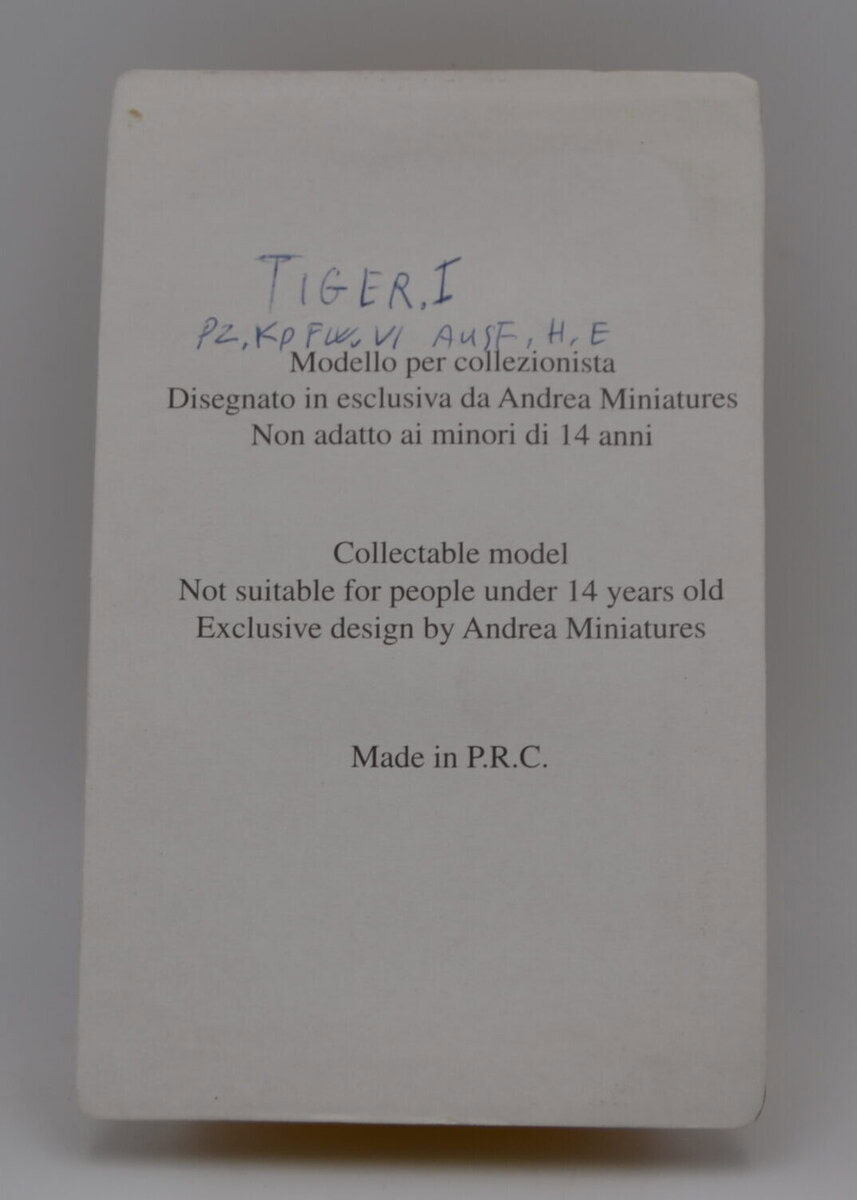 TIGER. I
PZ. KPFW. VI AUSF. H. E
Modello per collezionista
Disegnato in esclusiva da Andrea Miniatures
Non adatto ai minori di 14 anni
Collectable model
Not suitable for people under 14 years old
Exclusive design by Andrea Miniatures
Made in P.R.C.